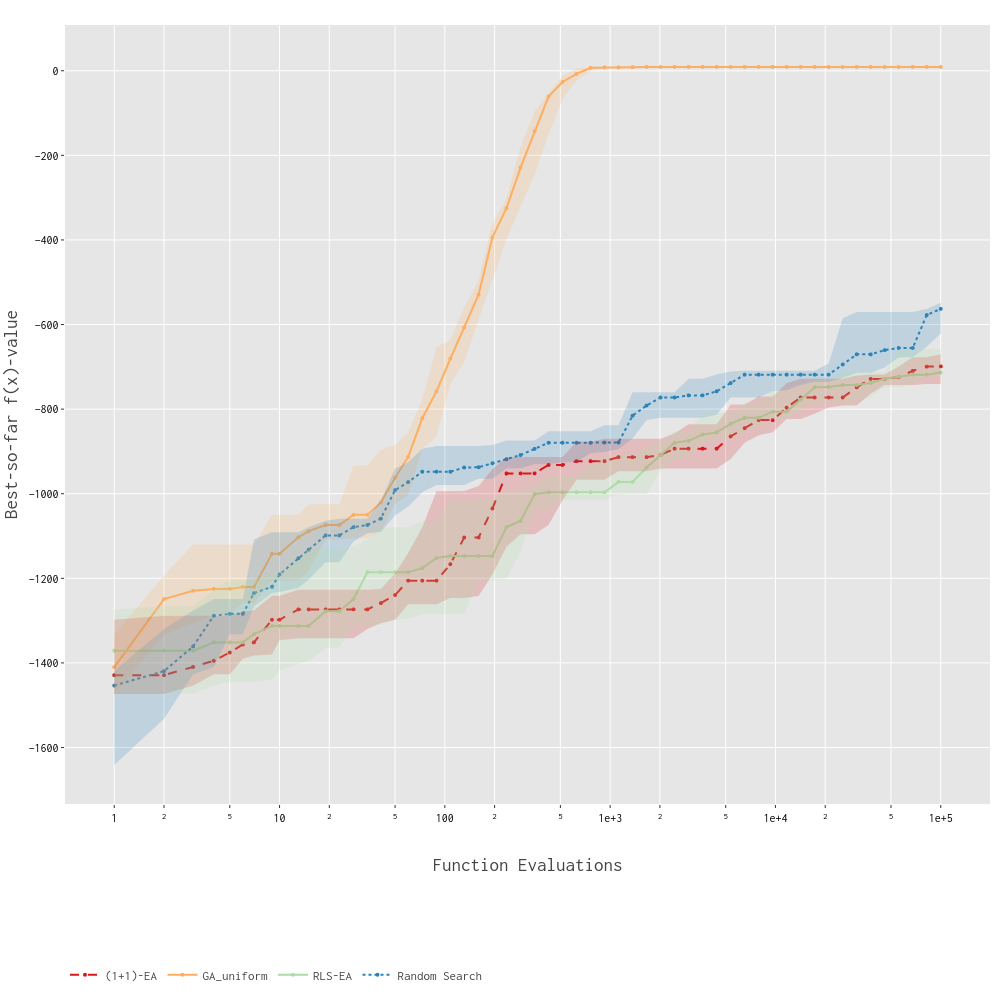 Best-so-far f(x)-value
0
−200
−400
−600
−800
−1000
−1200
−1400
−1600
1 2 5 10 2 5 100 2 5 1e+3 2 5 1e+4 2 5 1e+5
Function Evaluations
(1+1)-EA GA_uniform RLS-EA Random Search